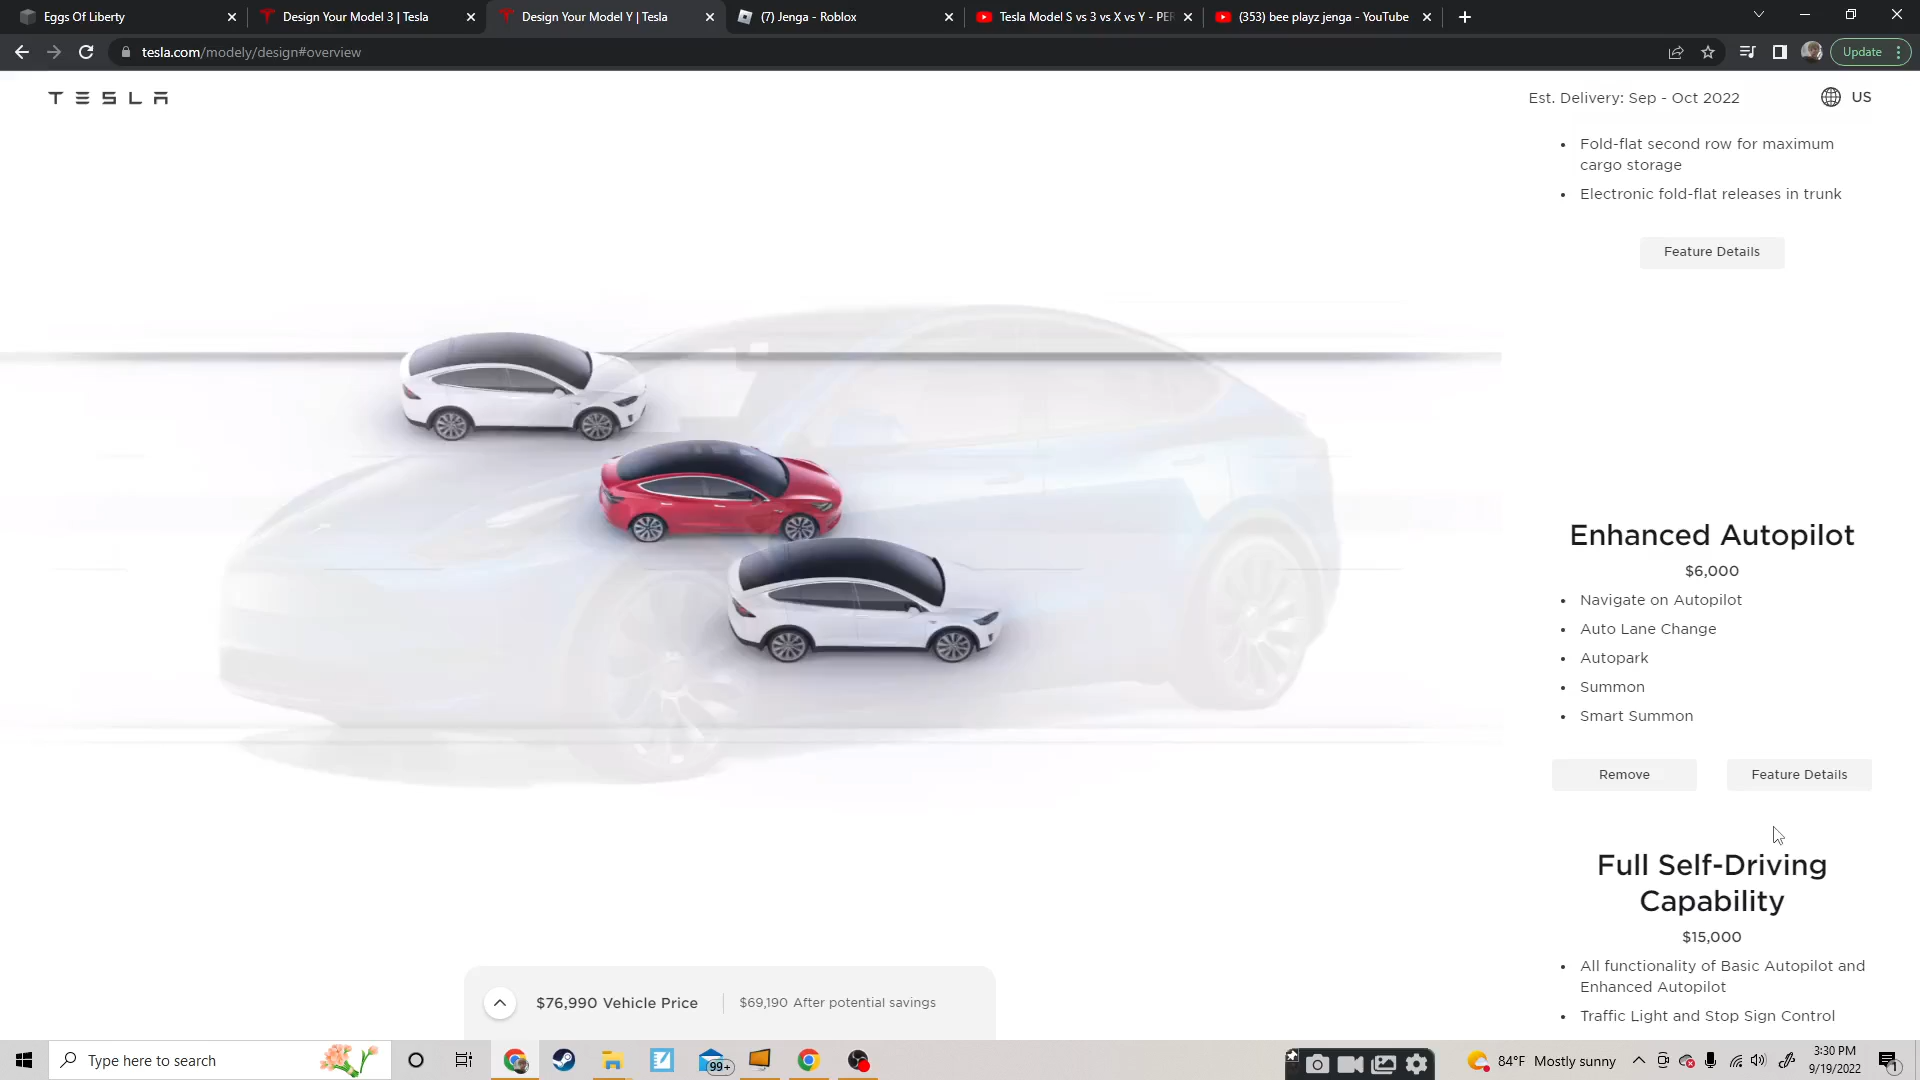 Eggs Of Liberty
Design Your Model 3 | Tesla
Design Your Model Y | Tesla
(7) Jenga - Roblox
Tesla Model S vs 3 vs X vs Y - PER
(353) bee playz jenga - YouTube
tesla.com/modely/design#overview
Update
TESLA
Est. Delivery: Sep - Oct 2022
US
Fold-flat second row for maximum
cargo storage
Electronic fold-flat releases in trunk
Feature Details
Enhanced Autopilot
$6,000
Navigate on Autopilot
Auto Lane Change
Autopark
Summon
Smart Summon
Remove
Feature Details
Full Self-Driving
Capability
$15,000
All functionality of Basic Autopilot and
Enhanced Autopilot
Traffic Light and Stop Sign Control
$76,990 Vehicle Price
$69,190 After potential savings
Type here to search
99+
84°F Mostly sunny
3:30 PM
9/19/2022
1